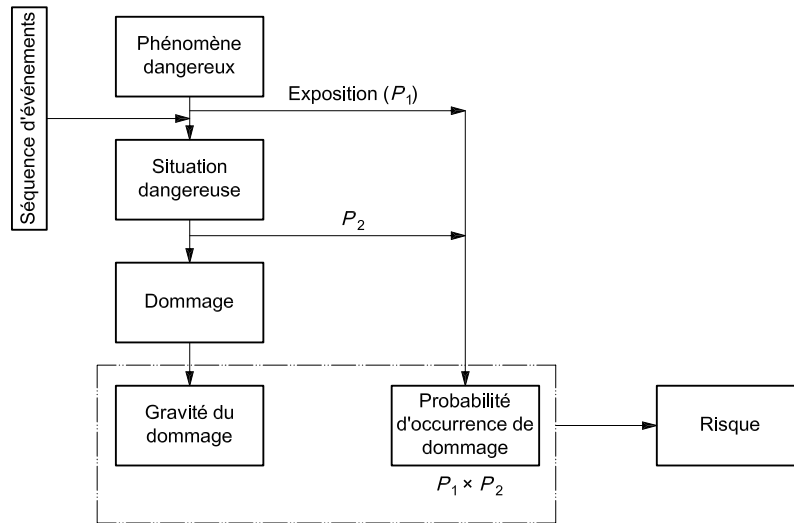 Séquence d'événements
Phénomène
dangereux
Exposition (P1)
Situation
dangereuse
P2
Dommage
Gravité du
dommage
Probabilité
d'occurrence de
dommage
P1 × P2
Risque